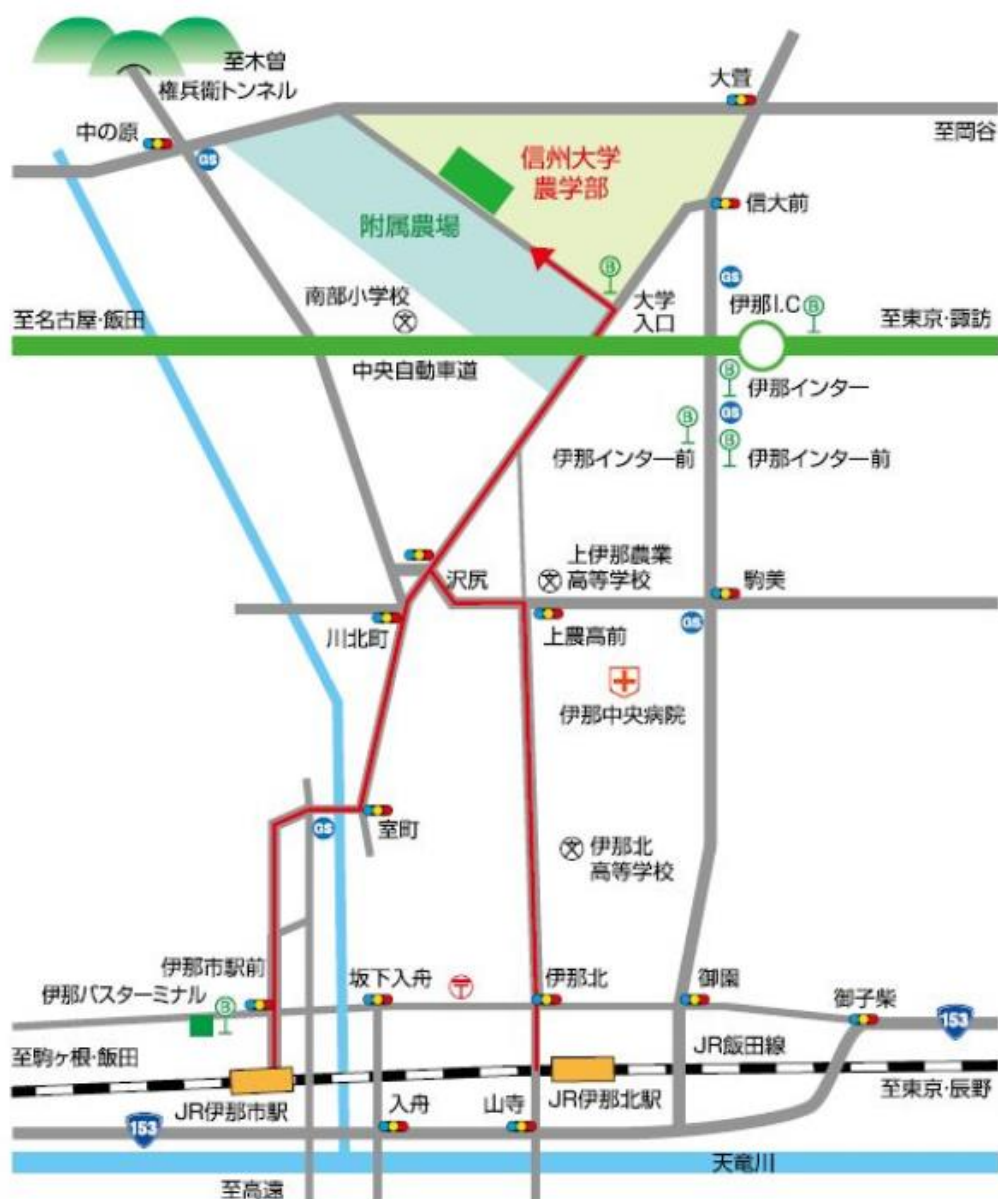 至木曽
権兵衛トンネル
大萱
中の原
至岡谷
GS
信州大学
農学部
信大前
附属農場
B
GS
南部小学校
文
大学
入口
伊那I.C
B
至名古屋·飯田
至東京·諏訪
中央自動車道
B
伊那インター
B
GS
伊那インター前
B
伊那インター前
沢尻
文
上伊那農業
高等学校
駒美
川北町
上農高前
GS
伊那中央病院
GS
室町
文
伊那北
高等学校
伊那市駅前
坂下入舟
〒
伊那北
御園
伊那バスターミナル
B
御子柴
153
至駒ヶ根·飯田
JR飯田線
JR伊那市駅
入舟
山寺
JR伊那北駅
至東京·辰野
153
天竜川
至高遠